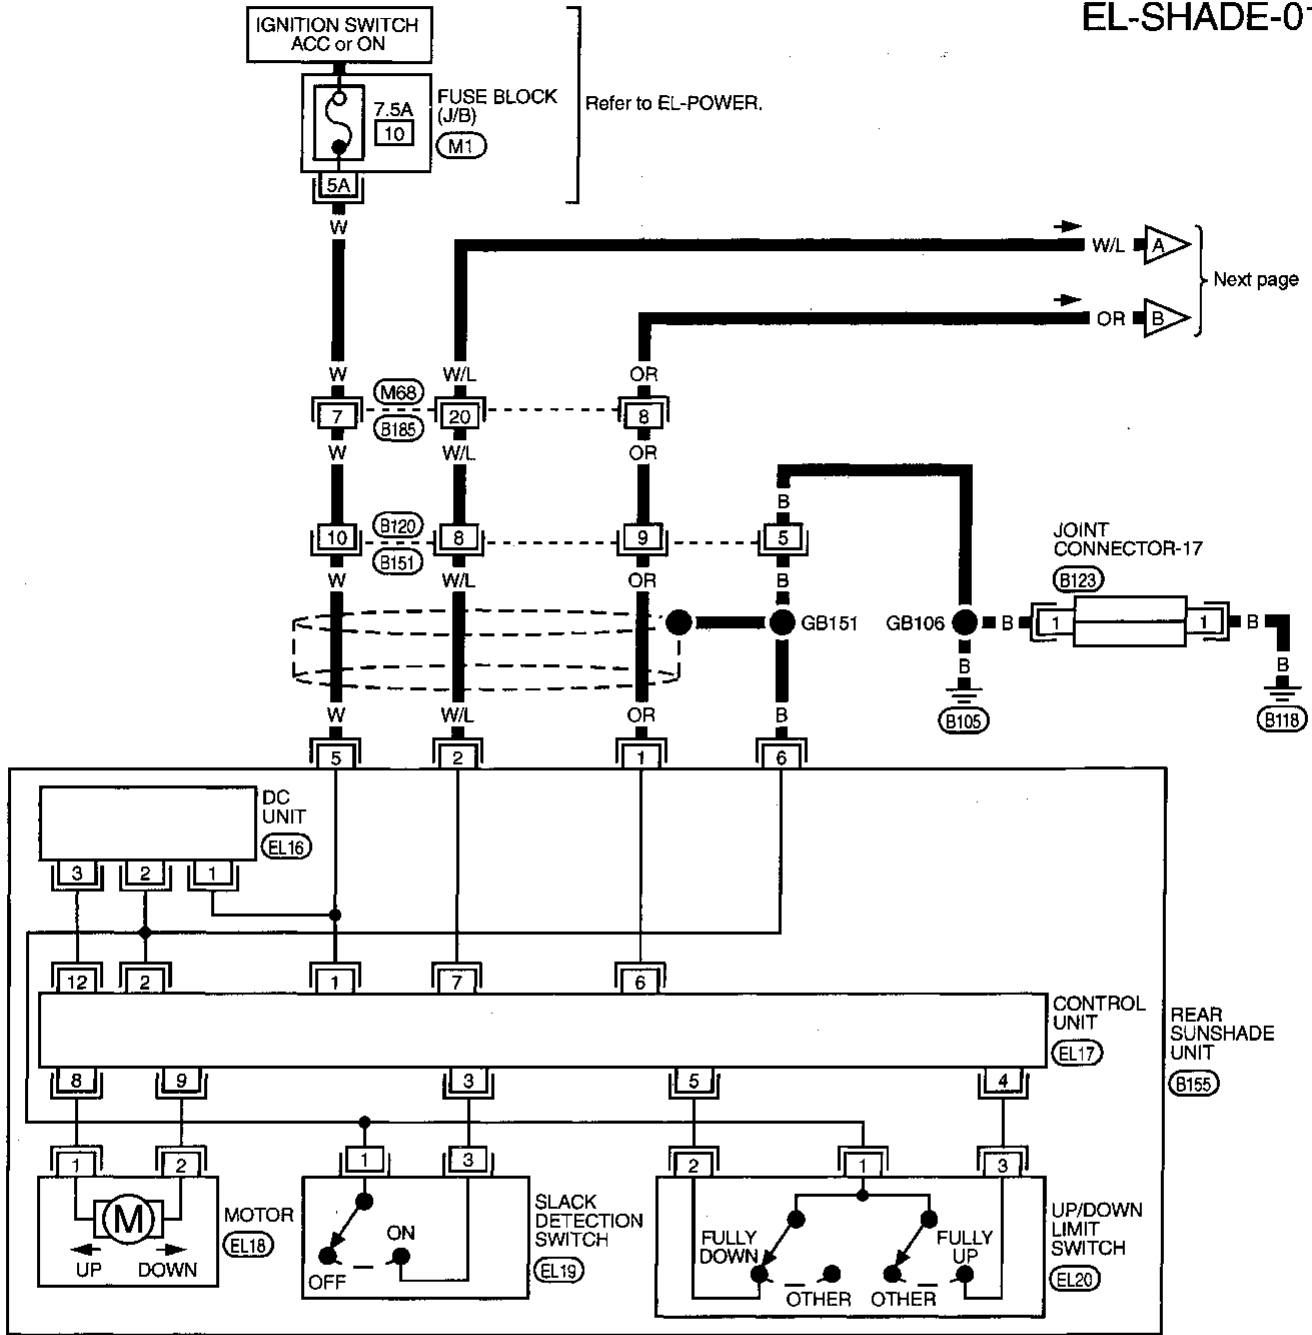 EL-SHADE-01
IGNITION SWITCH
ACC or ON
7.5A
10
FUSE BLOCK
(J/B)
M1
Refer to EL-POWER.
5A
W
W/L A
OR B
Next page
W W/L OR
M68
7 20 8
B185
W W/L OR
B
B120
10 8 9 5
B151
W W/L OR B
JOINT
CONNECTOR-17
B123
GB151 GB106 B 1 1 B
B B
B105 B118
W W/L OR B
5 2 1 6
DC
UNIT
EL16
3 2 1
12 2 1 7 6
CONTROL
UNIT
EL17
REAR
SUNSHADE
UNIT
B155
8 9 3 5 4
1 2 1 3 2 1 3
M
UP DOWN
MOTOR
EL18
ON
OFF
SLACK
DETECTION
SWITCH
EL19
FULLY
DOWN
OTHER OTHER
FULLY
UP
UP/DOWN
LIMIT
SWITCH
EL20